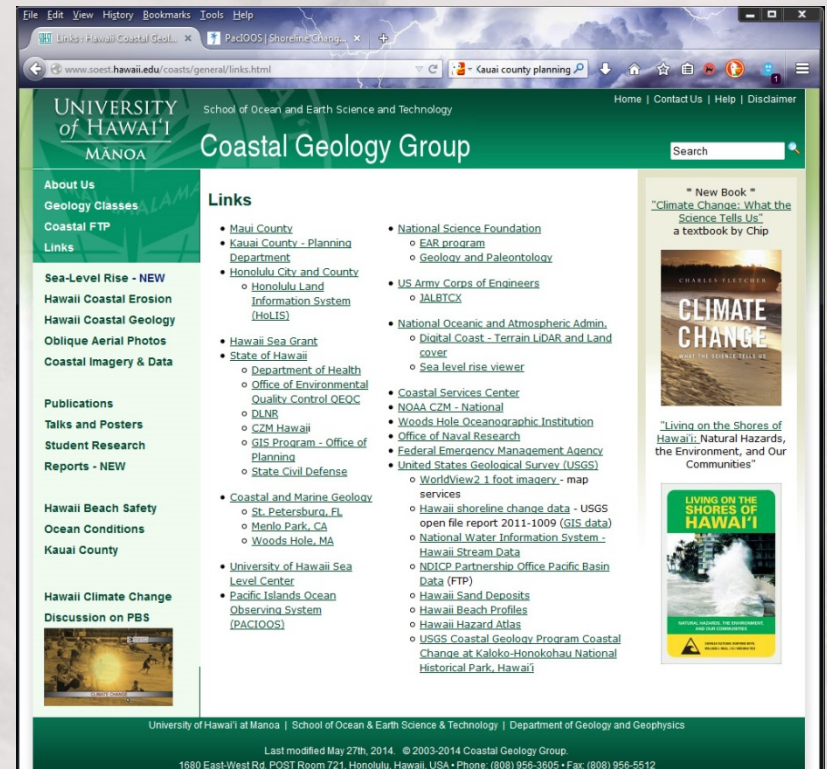 File Edit View History Bookmarks Tools Help
Links : Hawaii Coastal Geol...
PacIOOS | Shoreline Chang...
www.soest.hawaii.edu/coasts/general/links.html
Kauai county planning
1
UNIVERSITY
of HAWAI'I
MĀNOA
School of Ocean and Earth Science and Technology
Coastal Geology Group
Home | Contact Us | Help | Disclaimer
Search
About Us
Geology Classes
Coastal FTP
Links
Sea-Level Rise - NEW
Hawaii Coastal Erosion
Hawaii Coastal Geology
Oblique Aerial Photos
Coastal Imagery & Data
Publications
Talks and Posters
Student Research
Reports - NEW
Hawaii Beach Safety
Ocean Conditions
Kauai County
Hawaii Climate Change
Discussion on PBS
CLIMATE CHANGE
Links
• Maui County
• Kauai County - Planning
Department
• Honolulu City and County
o Honolulu Land
Information System
(HoLIS)
• Hawaii Sea Grant
• State of Hawaii
o Department of Health
o Office of Environmental
Quality Control OEQC
o DLNR
o CZM Hawaii
o GIS Program - Office of
Planning
o State Civil Defense
• Coastal and Marine Geology
o St. Petersburg, FL
o Menlo Park, CA
o Woods Hole, MA
• University of Hawaii Sea
Level Center
• Pacific Islands Ocean
Observing System
(PACIOOS)
• National Science Foundation
o EAR program
o Geology and Paleontology
• US Army Corps of Engineers
o JALBTCX
• National Oceanic and Atmospheric Admin.
o Digital Coast - Terrain LiDAR and Land
cover
o Sea level rise viewer
• Coastal Services Center
• NOAA CZM - National
• Woods Hole Oceanographic Institution
• Office of Naval Research
• Federal Emergency Management Agency
• United States Geological Survey (USGS)
o WorldView2 1 foot imagery - map
services
o Hawaii shoreline change data - USGS
open file report 2011-1009 (GIS data)
o National Water Information System -
Hawaii Stream Data
o NDICP Partnership Office Pacific Basin
Data (FTP)
o Hawaii Sand Deposits
o Hawaii Beach Profiles
o Hawaii Hazard Atlas
o USGS Coastal Geology Program Coastal
Change at Kaloko-Honokohau National
Historical Park, Hawai'i
* New Book *
"Climate Change: What the
Science Tells Us"
a textbook by Chip
CHARLES FLETCHER
CLIMATE
CHANGE
WHAT THE SCIENCE TELLS US
"Living on the Shores of
Hawai'i: Natural Hazards,
the Environment, and Our
Communities"
LIVING ON THE
SHORES OF
HAWAI'I
NATURAL HAZARDS, THE ENVIRONMENT,
AND OUR COMMUNITIES
University of Hawai'i at Manoa | School of Ocean & Earth Science & Technology | Department of Geology and Geophysics
Last modified May 27th, 2014. © 2003-2014 Coastal Geology Group.
1680 East-West Rd. POST Room 721, Honolulu, Hawaii, USA • Phone: (808) 956-3605 • Fax: (808) 956-5512